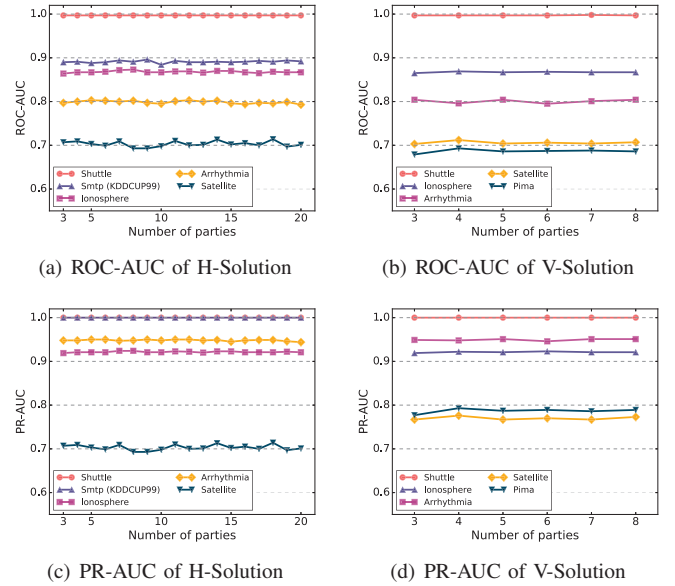 1.0
0.9
0.8
0.7
0.6
ROC-AUC
Shuttle
Smtp (KDDCUP99)
Ionosphere
Arrhythmia
Satellite
3 5 10 15 20
Number of parties
(a) ROC-AUC of H-Solution
1.0
0.9
0.8
0.7
0.6
ROC-AUC
Shuttle
Ionosphere
Arrhythmia
Satellite
Pima
3 4 5 6 7 8
Number of parties
(b) ROC-AUC of V-Solution
1.0
0.9
0.8
0.7
0.6
PR-AUC
Shuttle
Smtp (KDDCUP99)
Ionosphere
Arrhythmia
Satellite
3 5 10 15 20
Number of parties
(c) PR-AUC of H-Solution
1.0
0.9
0.8
0.7
0.6
PR-AUC
Shuttle
Ionosphere
Arrhythmia
Satellite
Pima
3 4 5 6 7 8
Number of parties
(d) PR-AUC of V-Solution